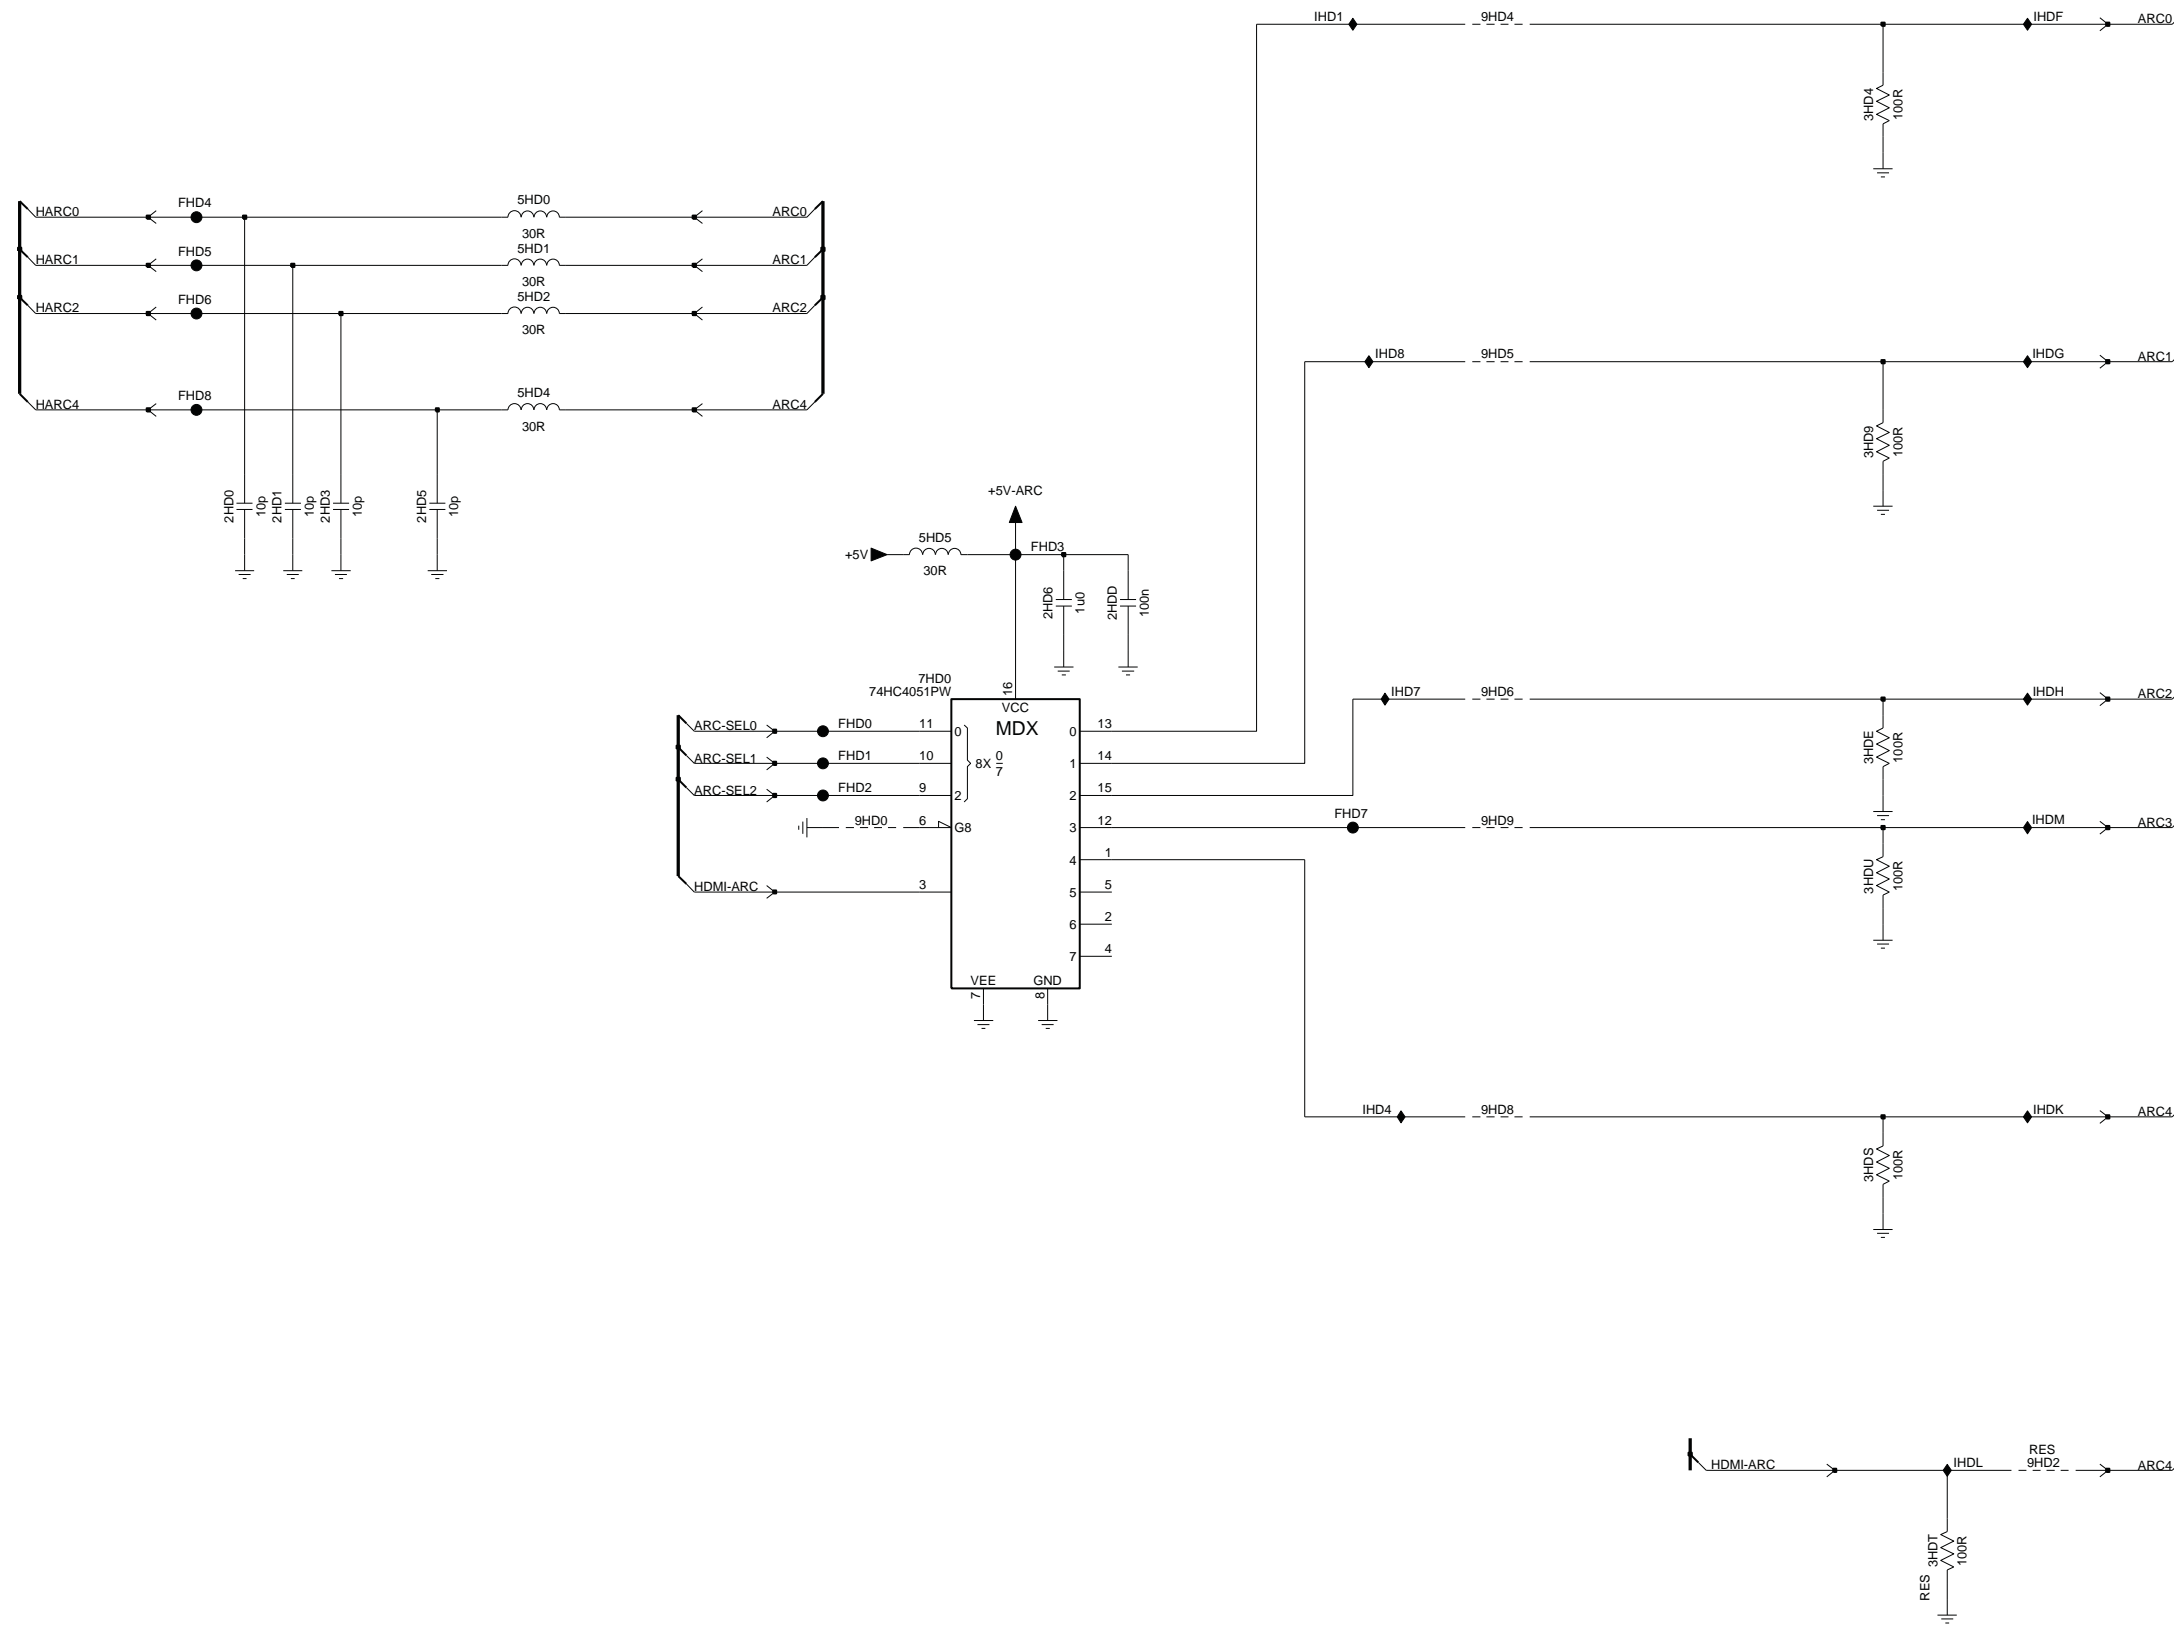 IHD1 9HD4 IHDF ARC0
3HD4 100R
HARC0 FHD4 5HD0 ARC0
30R
HARC1 FHD5 5HD1 ARC1
30R
HARC2 FHD6 5HD2 ARC2
30R
HARC4 FHD8 5HD4 ARC4
30R
2HD0 10p 2HD1 10p 2HD3 10p 2HD5 10p
IHD8 9HD5 IHDG ARC1
3HD9 100R
+5V-ARC
+5V 5HD5 FHD3
30R
2HD6 1u0 2HDD 100n
7HD0
74HC4051PW
16
VCC
MDX
IHD7 9HD6 IHDH ARC2
3HDE 100R
ARC-SEL0 FHD0 11 0 0 13
ARC-SEL1 FHD1 10 8X 0 7 1 14
ARC-SEL2 FHD2 9 2 2 15
9HD0 6 G8 3 12 FHD7 9HD9 IHDM ARC3
3HDU 100R
4 1
HDMI-ARC 3 5 5
6 2
7 4
VEE GND
7 8
IHD4 9HD8 IHDK ARC4
3HDS 100R
RES
HDMI-ARC IHDL 9HD2 ARC4
3HDT 100R
RES